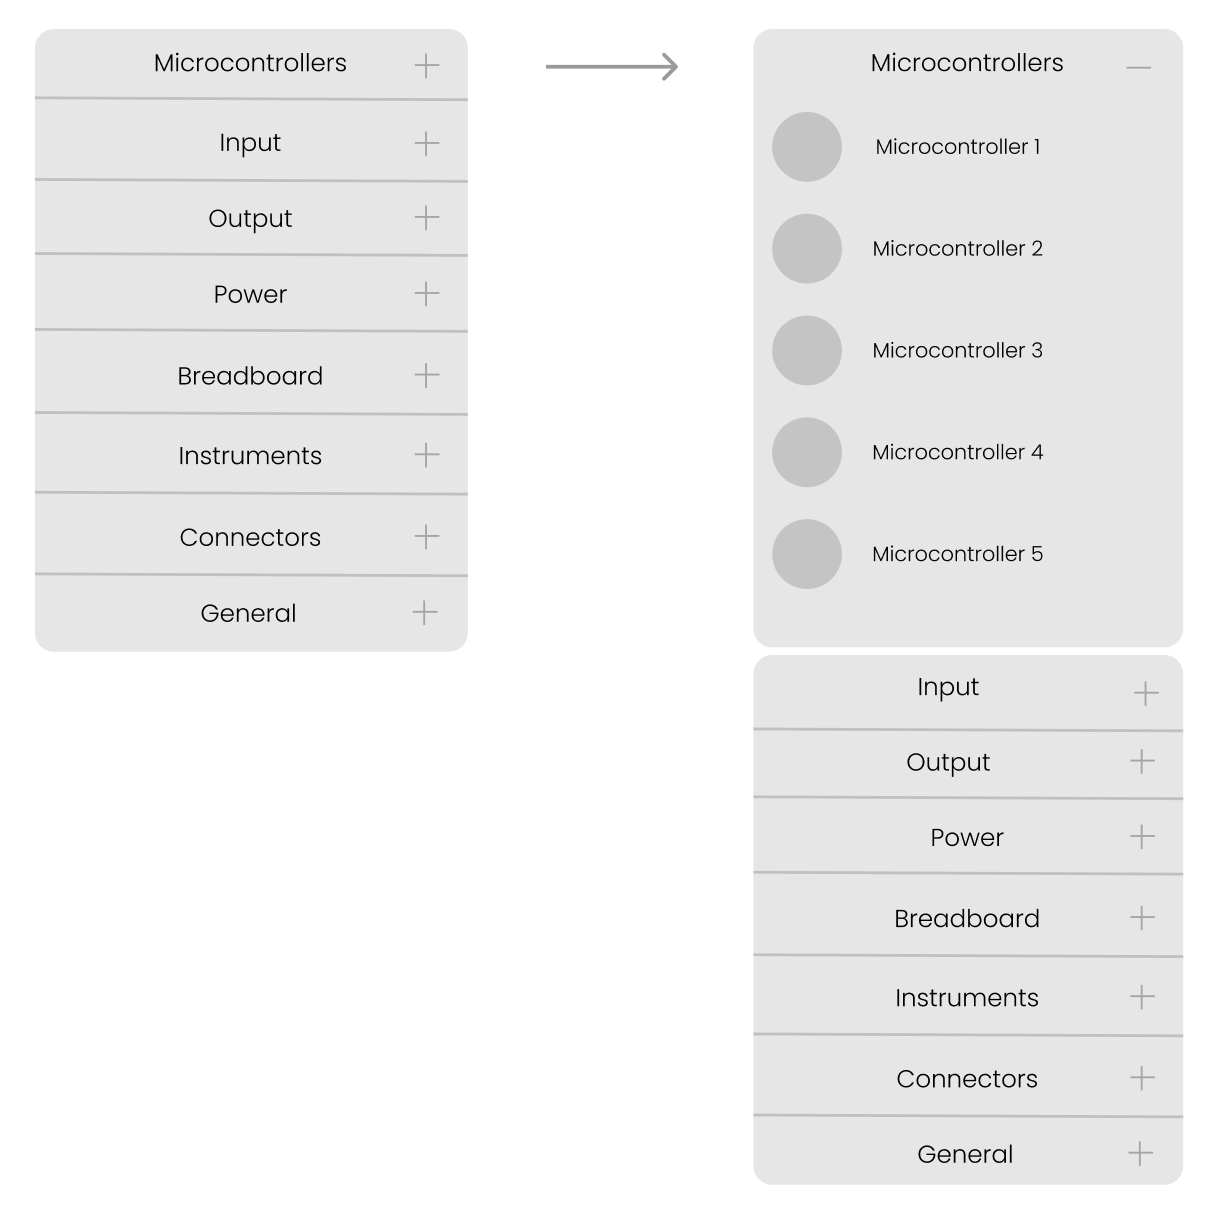 Microcontrollers
Input
Output
Power
Breadboard
Instruments
Connectors
General
Microcontrollers
Microcontroller 1
Microcontroller 2
Microcontroller 3
Microcontroller 4
Microcontroller 5
Input
Output
Power
Breadboard
Instruments
Connectors
General